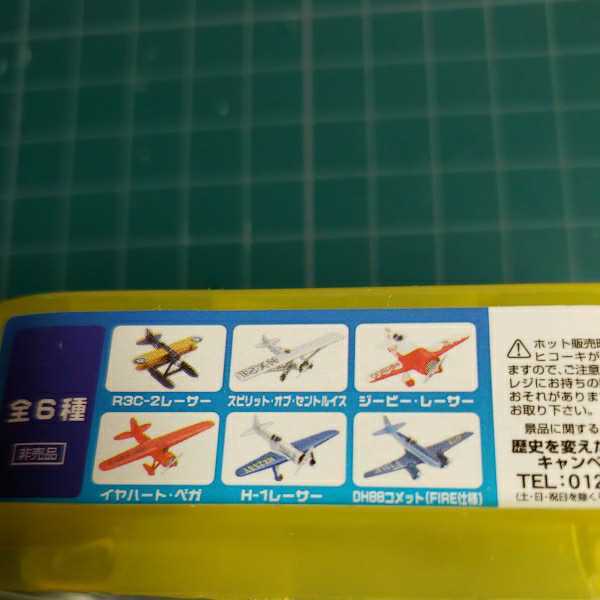 全6種
非売品
R3C-2レーサー
スピリット・オブ・セントルイス
ジービー・レーサー
イヤハート・ベガ
H-1レーサー
DH88コメット(FIRE仕様)
ホット販売時
ヒコーキが
ますので、ご注意
レジにお持ちの
おそれがありま
お取り下さい。
景品に関する
歴史を変えた
キャンペ
TEL:012
(土・日・祝日を除く